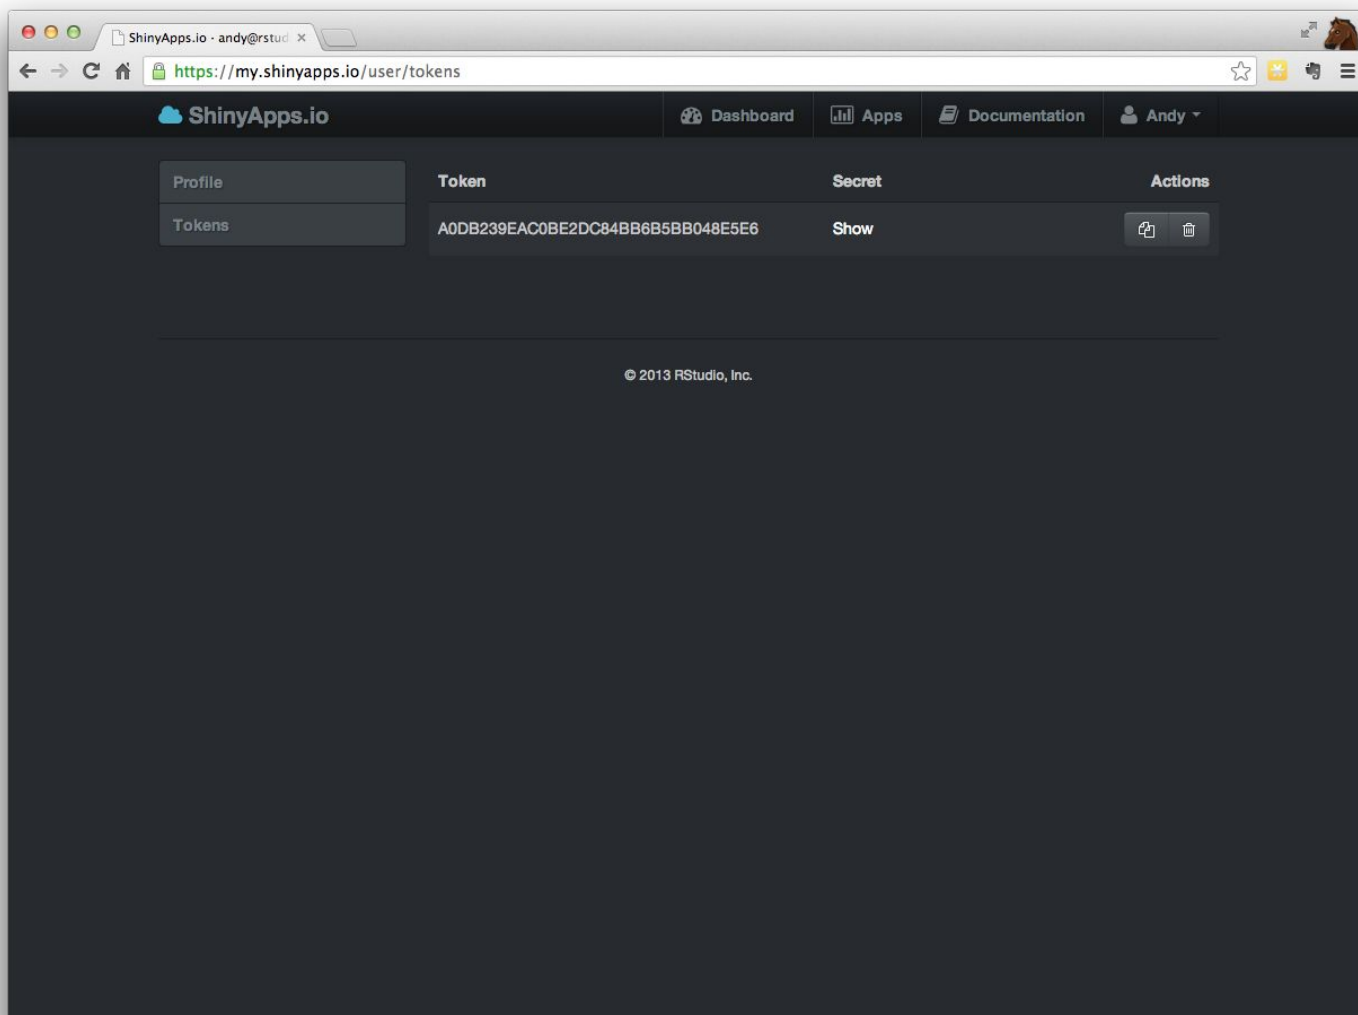 ShinyApps.io - andy@rstud
https://my.shinyapps.io/user/tokens
ShinyApps.io Dashboard Apps Documentation Andy
Profile
Tokens
Token Secret Actions
A0DB239EAC0BE2DC84BB6B5BB048E5E6 Show
© 2013 RStudio, Inc.